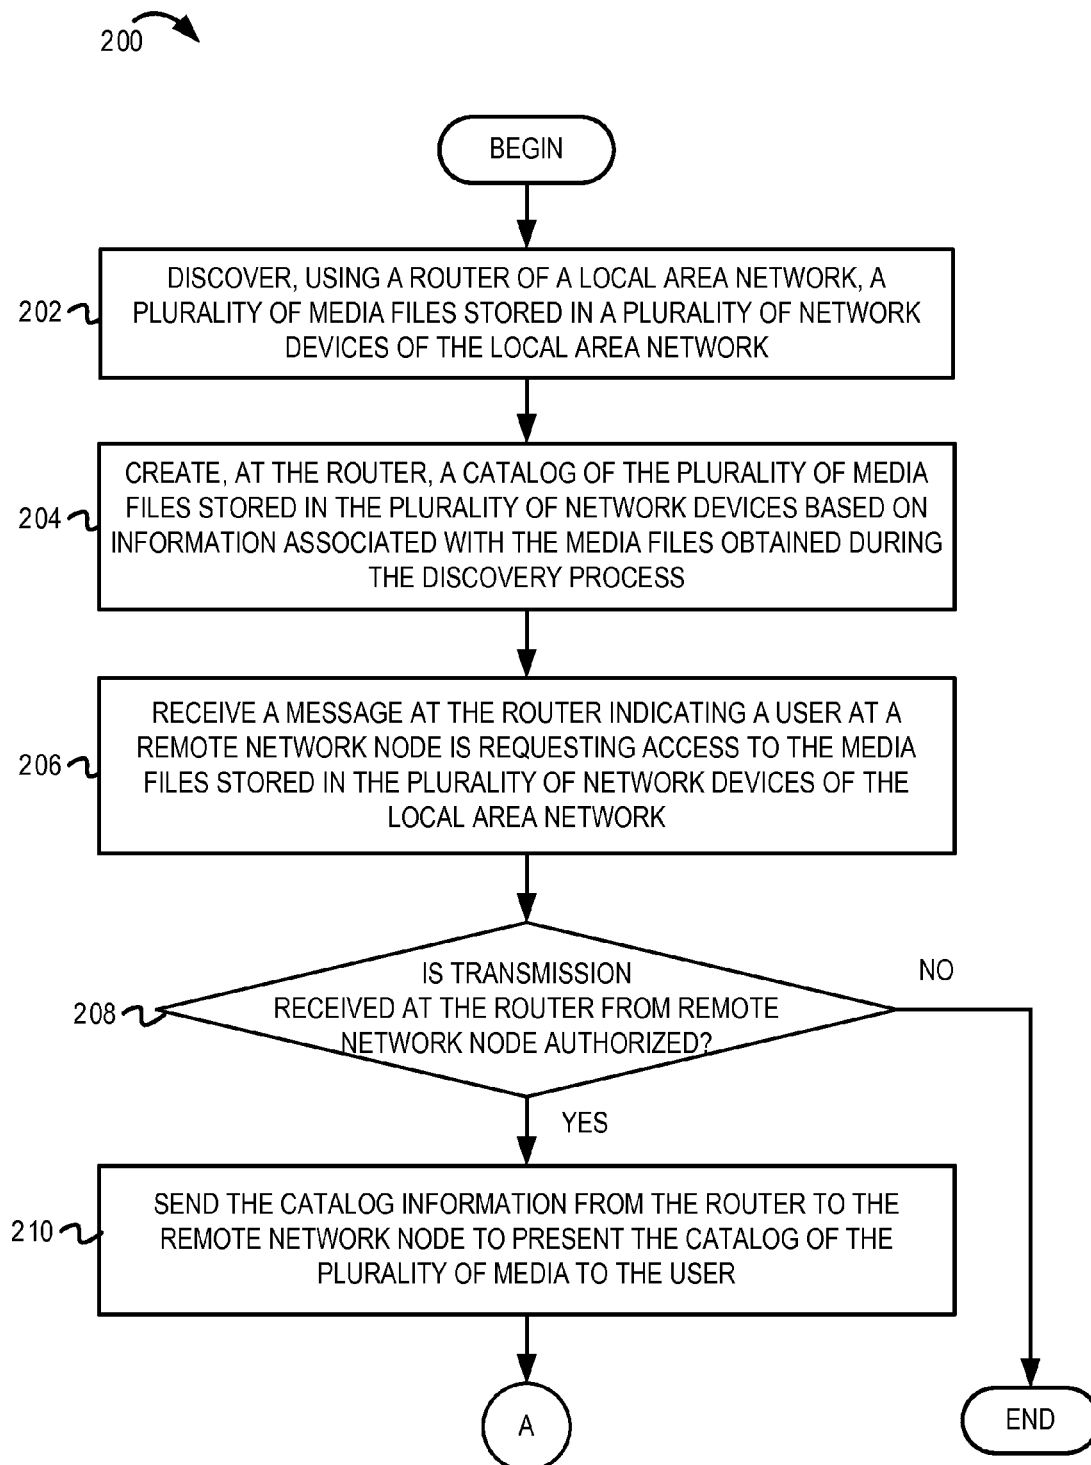 200
BEGIN
202
DISCOVER, USING A ROUTER OF A LOCAL AREA NETWORK, A
PLURALITY OF MEDIA FILES STORED IN A PLURALITY OF NETWORK
DEVICES OF THE LOCAL AREA NETWORK
204
CREATE, AT THE ROUTER, A CATALOG OF THE PLURALITY OF MEDIA
FILES STORED IN THE PLURALITY OF NETWORK DEVICES BASED ON
INFORMATION ASSOCIATED WITH THE MEDIA FILES OBTAINED DURING
THE DISCOVERY PROCESS
206
RECEIVE A MESSAGE AT THE ROUTER INDICATING A USER AT A
REMOTE NETWORK NODE IS REQUESTING ACCESS TO THE MEDIA
FILES STORED IN THE PLURALITY OF NETWORK DEVICES OF THE
LOCAL AREA NETWORK
208
IS TRANSMISSION
RECEIVED AT THE ROUTER FROM REMOTE
NETWORK NODE AUTHORIZED?
NO
YES
210
SEND THE CATALOG INFORMATION FROM THE ROUTER TO THE
REMOTE NETWORK NODE TO PRESENT THE CATALOG OF THE
PLURALITY OF MEDIA TO THE USER
A
END